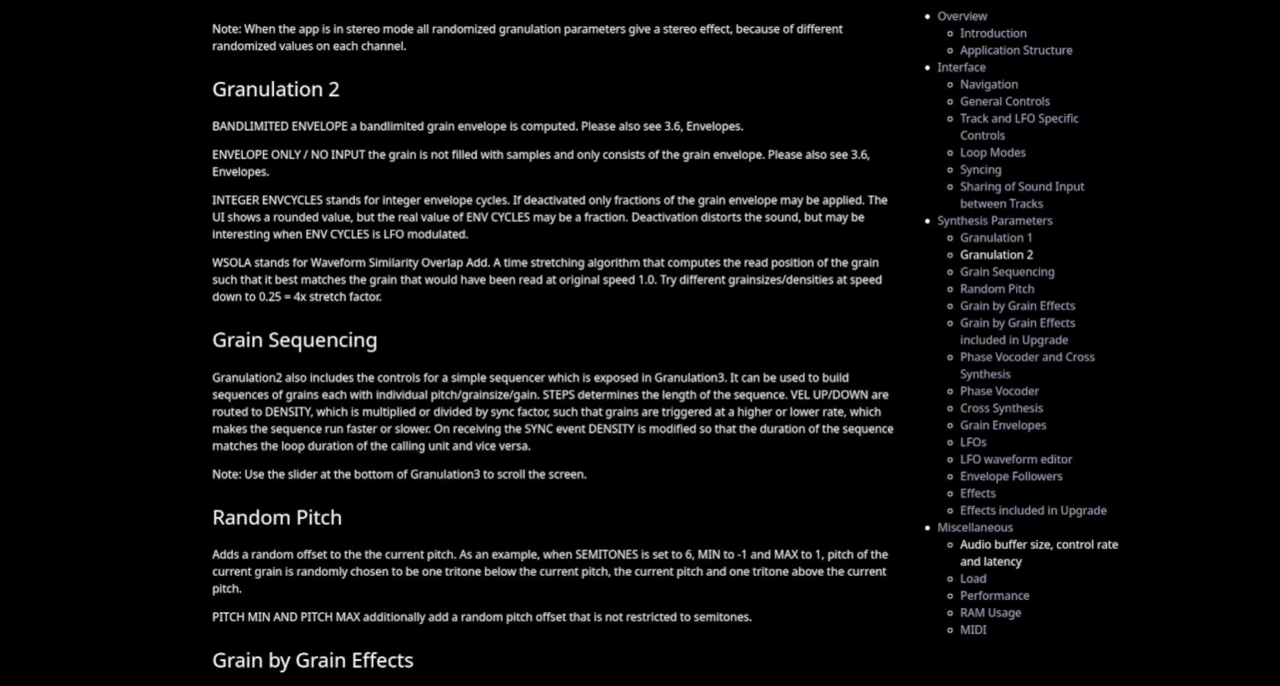 Note: When the app is in stereo mode all randomized granulation parameters give a stereo effect, because of different
randomized values on each channel.
Granulation 2
BANDLIMITED ENVELOPE a bandlimited grain envelope is computed. Please also see 3.6, Envelopes.
ENVELOPE ONLY / NO INPUT the grain is not filled with samples and only consists of the grain envelope. Please also see 3.6,
Envelopes.
INTEGER ENVCYCLES stands for integer envelope cycles. If deactivated only fractions of the grain envelope may be applied. The
UI shows a rounded value, but the real value of ENV CYCLES may be a fraction. Deactivation distorts the sound, but may be
interesting when ENV CYCLES is LFO modulated.
WSOLA stands for Waveform Similarity Overlap Add. A time stretching algorithm that computes the read position of the grain
such that it best matches the grain that would have been read at original speed 1.0. Try different grainsizes/densities at speed
down to 0.25 = 4x stretch factor.
Grain Sequencing
Granulation2 also includes the controls for a simple sequencer which is exposed in Granulation3. It can be used to build
sequences of grains each with individual pitch/grainsize/gain. STEPS determines the length of the sequence. VEL UP/DOWN are
routed to DENSITY, which is multiplied or divided by sync factor, such that grains are triggered at a higher or lower rate, which
makes the sequence run faster or slower. On receiving the SYNC event DENSITY is modified so that the duration of the sequence
matches the loop duration of the calling unit and vice versa.
Note: Use the slider at the bottom of Granulation3 to scroll the screen.
Random Pitch
Adds a random offset to the the current pitch. As an example, when SEMITONES is set to 6, MIN to -1 and MAX to 1, pitch of the
current grain is randomly chosen to be one tritone below the current pitch, the current pitch and one tritone above the current
pitch.
PITCH MIN AND PITCH MAX additionally add a random pitch offset that is not restricted to semitones.
Grain by Grain Effects
Overview
Introduction
Application Structure
Interface
Navigation
General Controls
Track and LFO Specific
Controls
Loop Modes
Syncing
Sharing of Sound Input
between Tracks
Synthesis Parameters
Granulation 1
Granulation 2
Grain Sequencing
Random Pitch
Grain by Grain Effects
Grain by Grain Effects
included in Upgrade
Phase Vocoder and Cross
Synthesis
Phase Vocoder
Cross Synthesis
Grain Envelopes
LFOs
LFO waveform editor
Envelope Followers
Effects
Effects included in Upgrade
Miscellaneous
Audio buffer size, control rate
and latency
Load
Performance
RAM Usage
MIDI